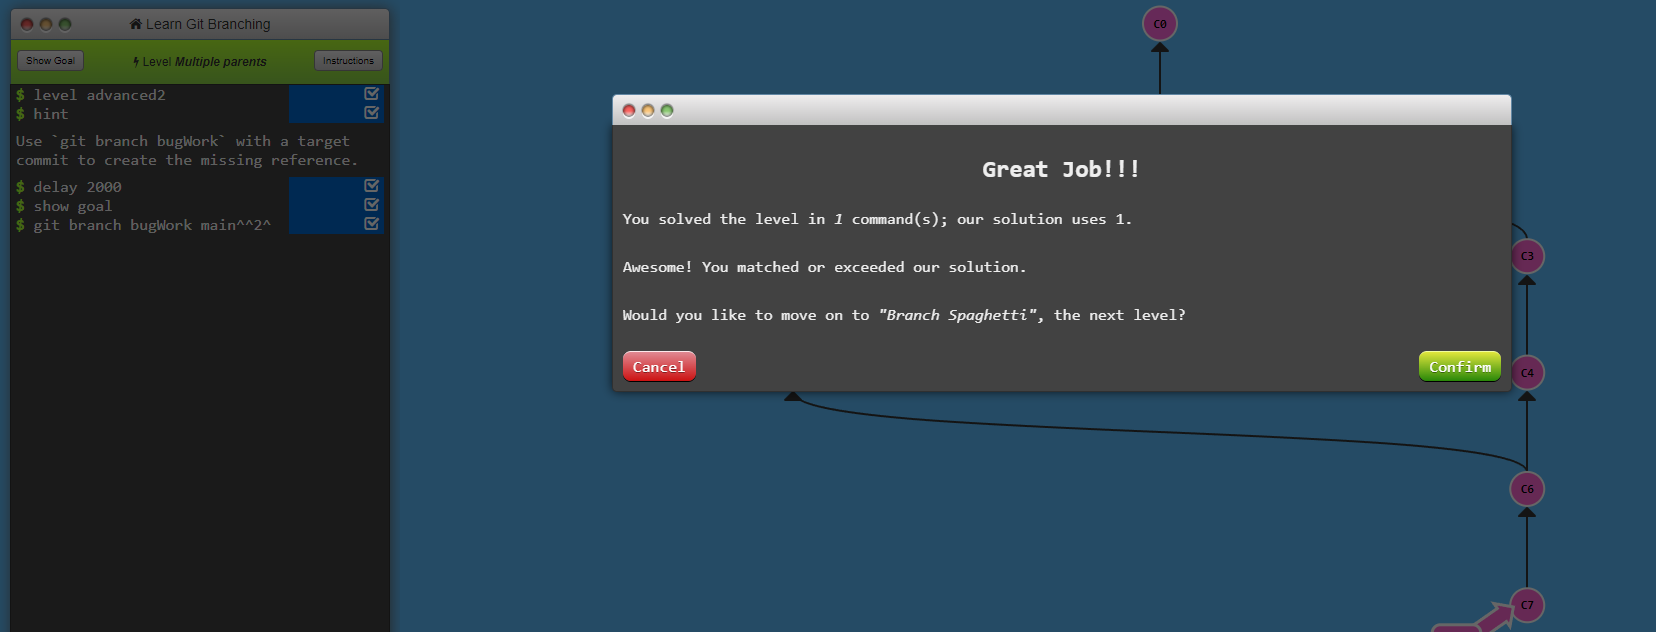 Learn Git Branching
Show Goal
Level Multiple parents
Instructions
$ level advanced2
$ hint
Use `git branch bugWork` with a target
commit to create the missing reference.
$ delay 2000
$ show goal
$ git branch bugWork main^^2^
C0
Great Job!!!
You solved the level in 1 command(s); our solution uses 1.
Awesome! You matched or exceeded our solution.
Would you like to move on to "Branch Spaghetti", the next level?
Cancel
Confirm
C3
C4
C6
C7